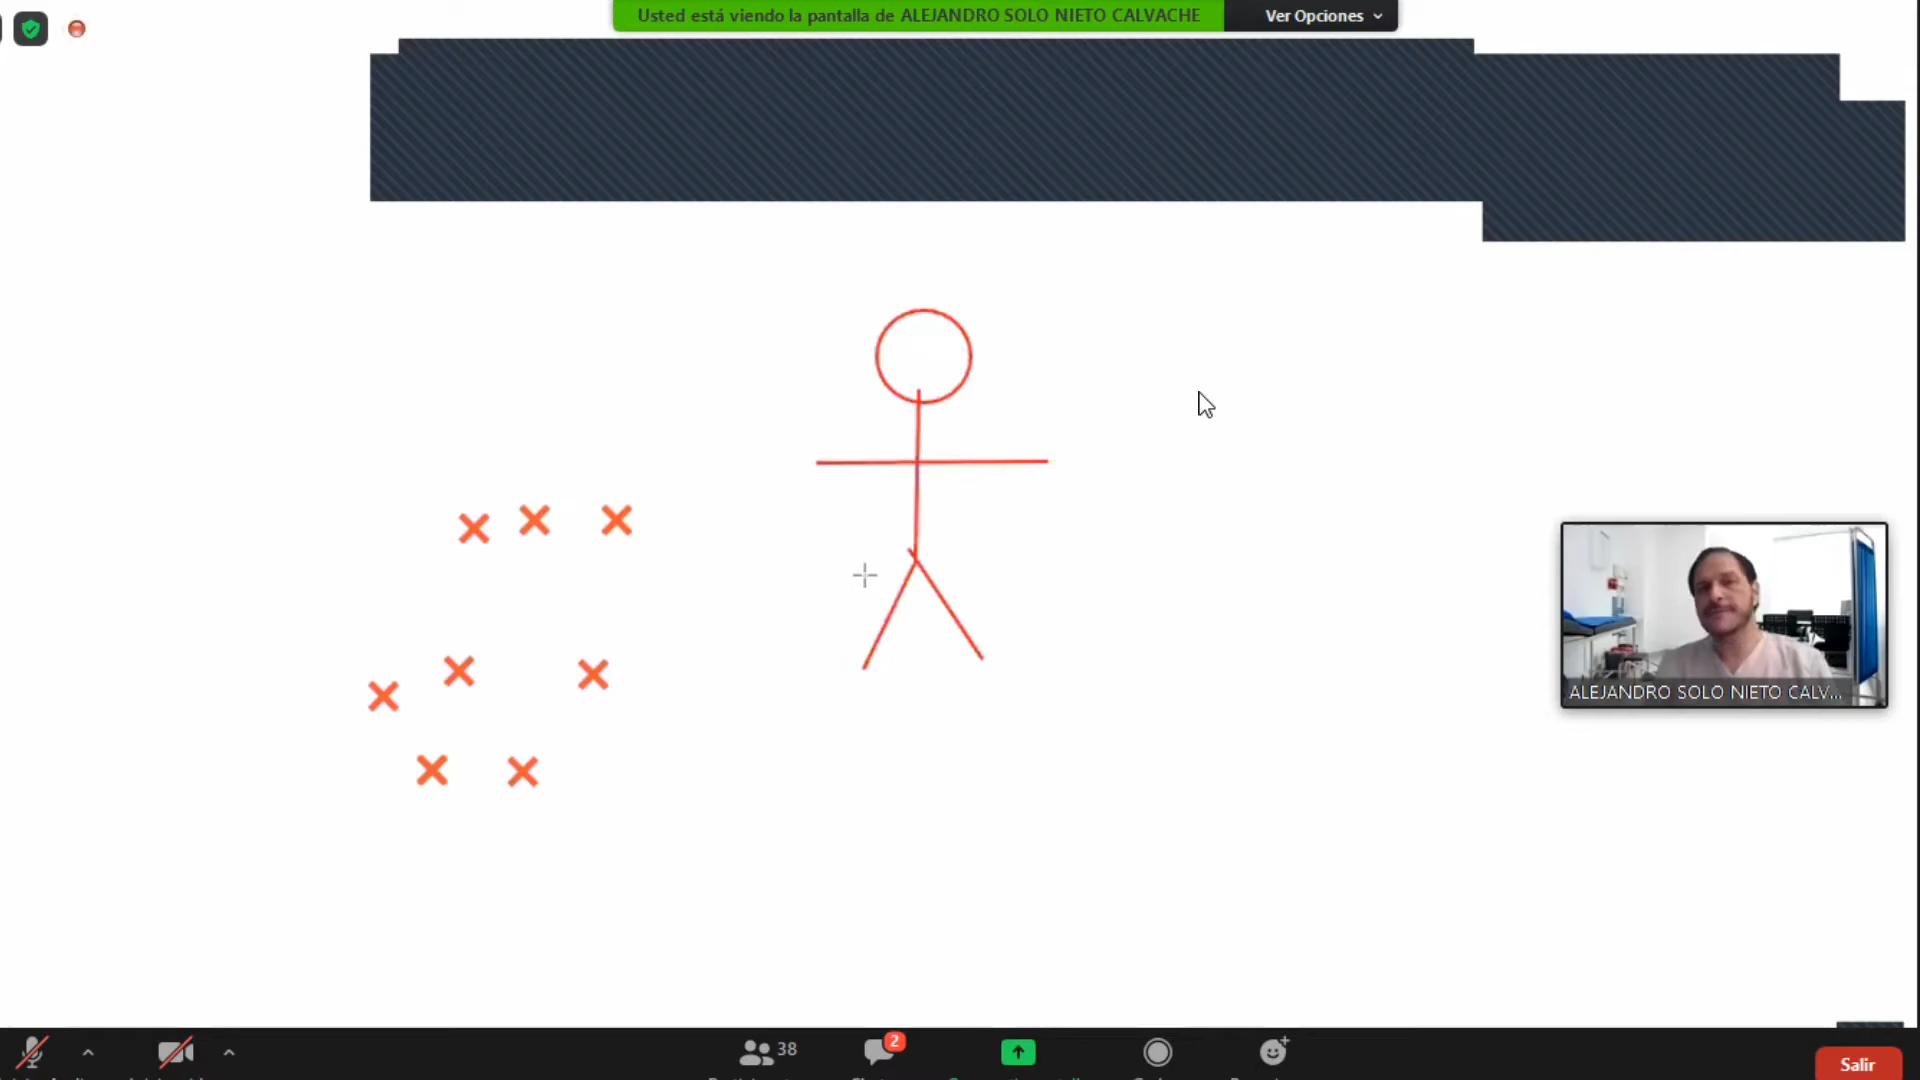 Usted está viendo la pantalla de ALEJANDRO SOLO NIETO CALVACHE
Ver Opciones
ALEJANDRO SOLO NIETO CALV...
38
2
Salir